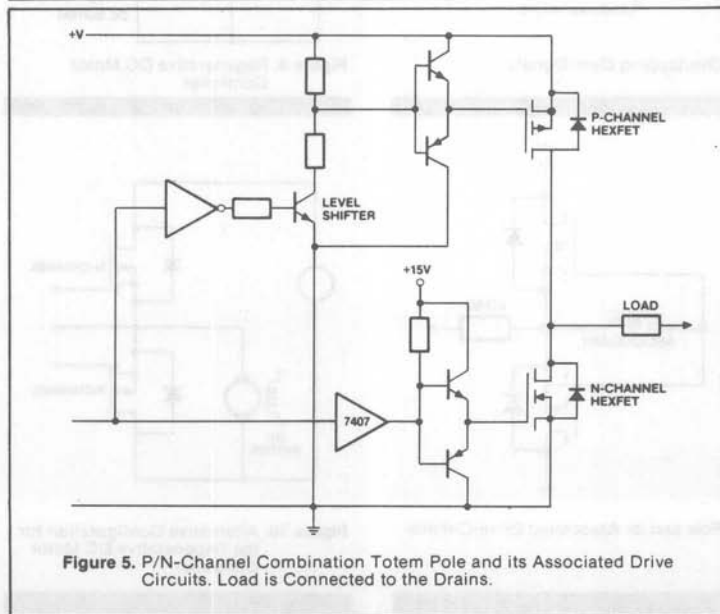 +V
P-CHANNEL
HEXFET
LEVEL
SHIFTER
+15V
LOAD
7407
N-CHANNEL
HEXFET
Figure 5. P/N-Channel Combination Totem Pole and its Associated Drive
Circuits. Load is Connected to the Drains.